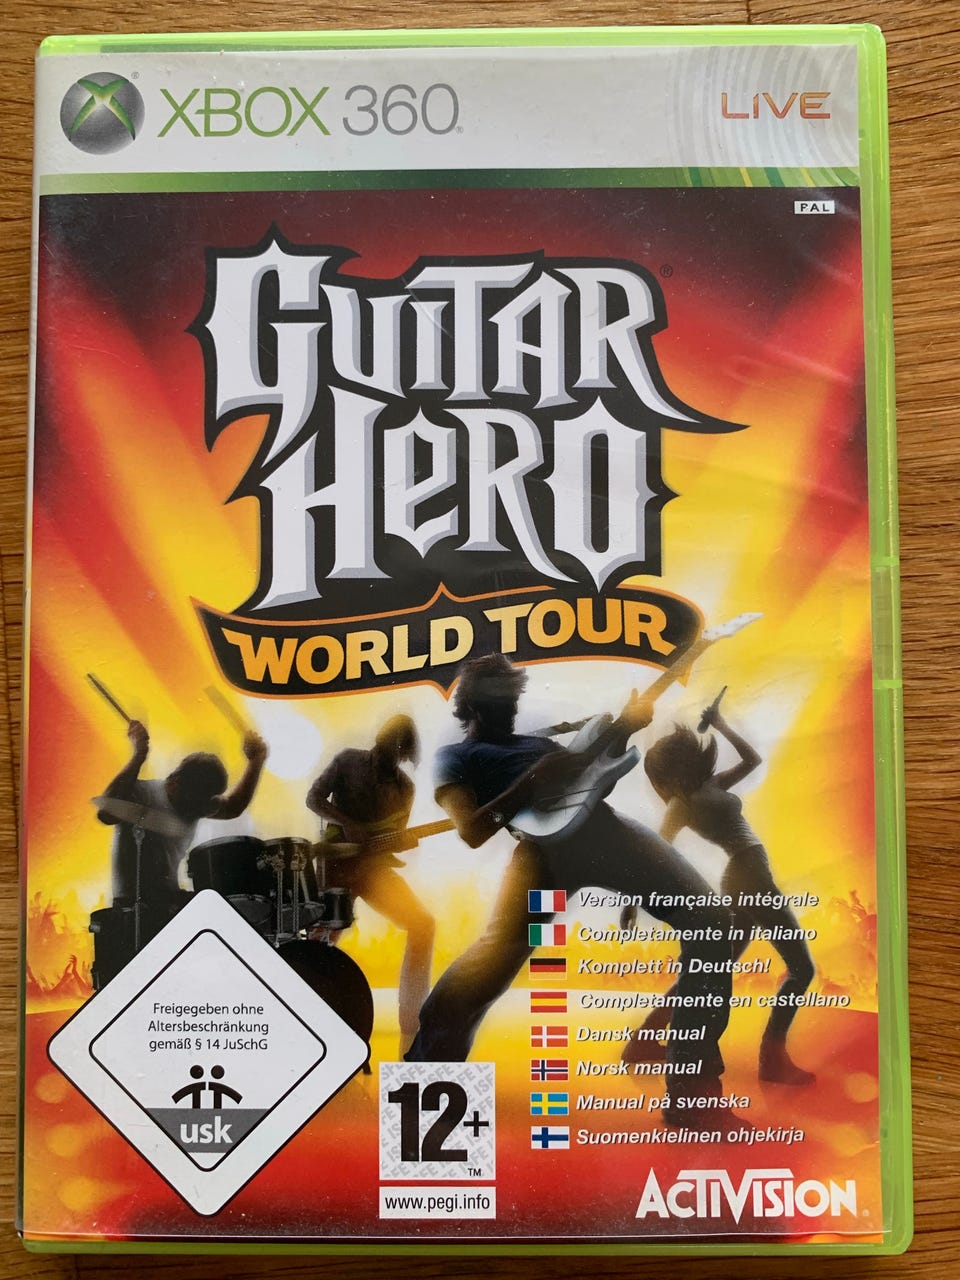 XBOX 360®
LIVE
PAL
GUITAR®
HERO
WORLD TOUR
Version française intégrale
Completamente in italiano
Komplett in Deutsch!
Completamente en castellano
Dansk manual
Norsk manual
Manual på svenska
Suomenkielinen ohjekirja
Freigegeben ohne
Altersbeschränkung
gemäß § 14 JuSchG
usk
ISFE
12+
™
www.pegi.info
ACTIVISION®